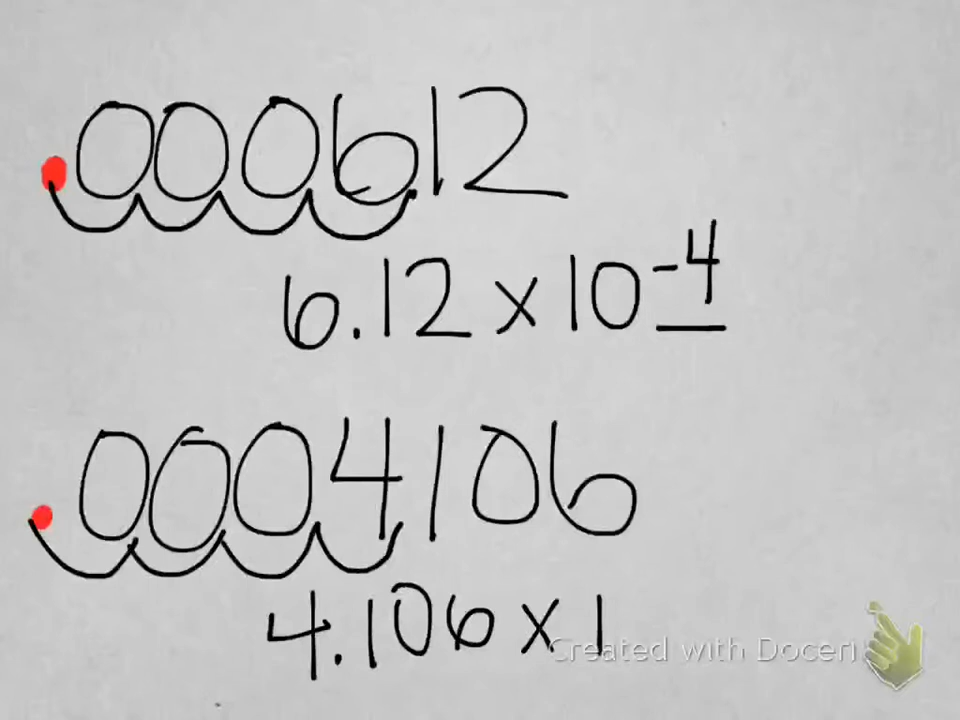 .000612
6.12 x 10⁻⁴
.0004106
4.106 x 1
Created with Doceri